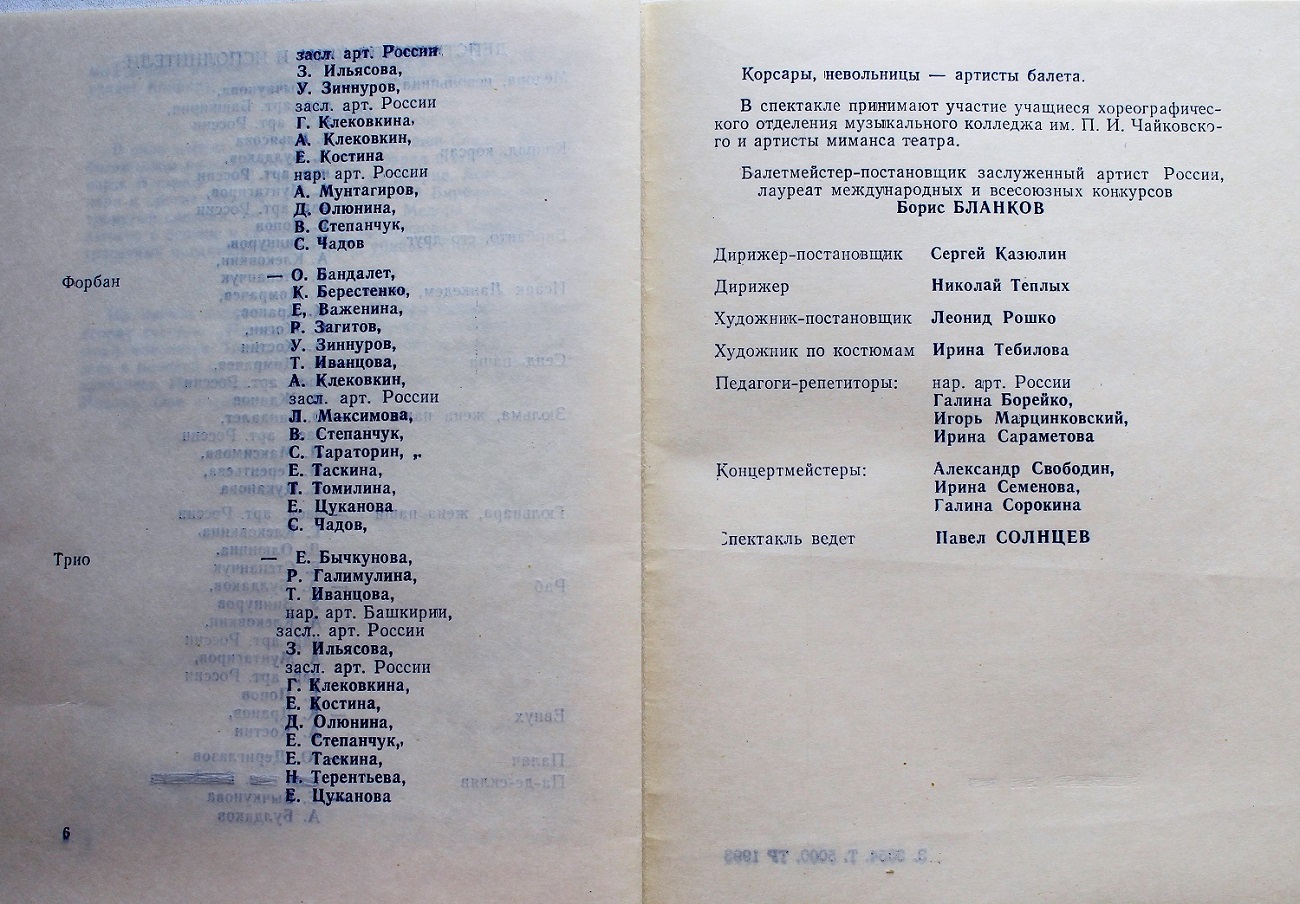 засл. арт. России
З. Ильясова,
У. Зиннуров,
засл. арт. России
Г. Клековкина,
А. Клековкин,
Е. Костина
нар. арт. России
А. Мунтагиров,
Д. Олюнина,
В. Степанчук,
С. Чадов
Форбан — О. Бандалет,
К. Берестенко,
Е, Важенина,
Р. Загитов,
У. Зиннуров,
Т. Иванцова,
А. Клековкин,
засл. арт. России
Л. Максимова,
В. Степанчук,
С. Тараторин, ,.
Е. Таскина,
Т. Томилина,
Е. Цуканова
С. Чадов,
Трио — Е. Бычкунова,
Р. Галимулина,
Т. Иванцова,
нар. арт. Башкирии,
засл.. арт. России
З. Ильясова,
засл. арт. России
Г. Клековкина,
Е. Костина,
Д. Олюнина,
Е. Степанчук,,
Е. Таскина,
Н. Терентьева,
Е. Цуканова
6
Корсары, невольницы — артисты балета.
В спектакле принимают участие учащиеся хореографичес-
кого отделения музыкального колледжа им. П. И. Чайковско-
го и артисты миманса театра.
Балетмейстер-постановщик заслуженный артист России,
лауреат международных и всесоюзных конкурсов
Борис БЛАНКОВ
Дирижер-постановщик Сергей Казюлин
Дирижер Николай Теплых
Художник-постановщик Леонид Рошко
Художник по костюмам Ирина Тебилова
Педагоги-репетиторы: нар. арт. России
Галина Борейко,
Игорь Марцинковский,
Ирина Сараметова
Концертмейстеры: Александр Свободин,
Ирина Семенова,
Галина Сорокина
Спектакль ведет Павел СОЛНЦЕВ